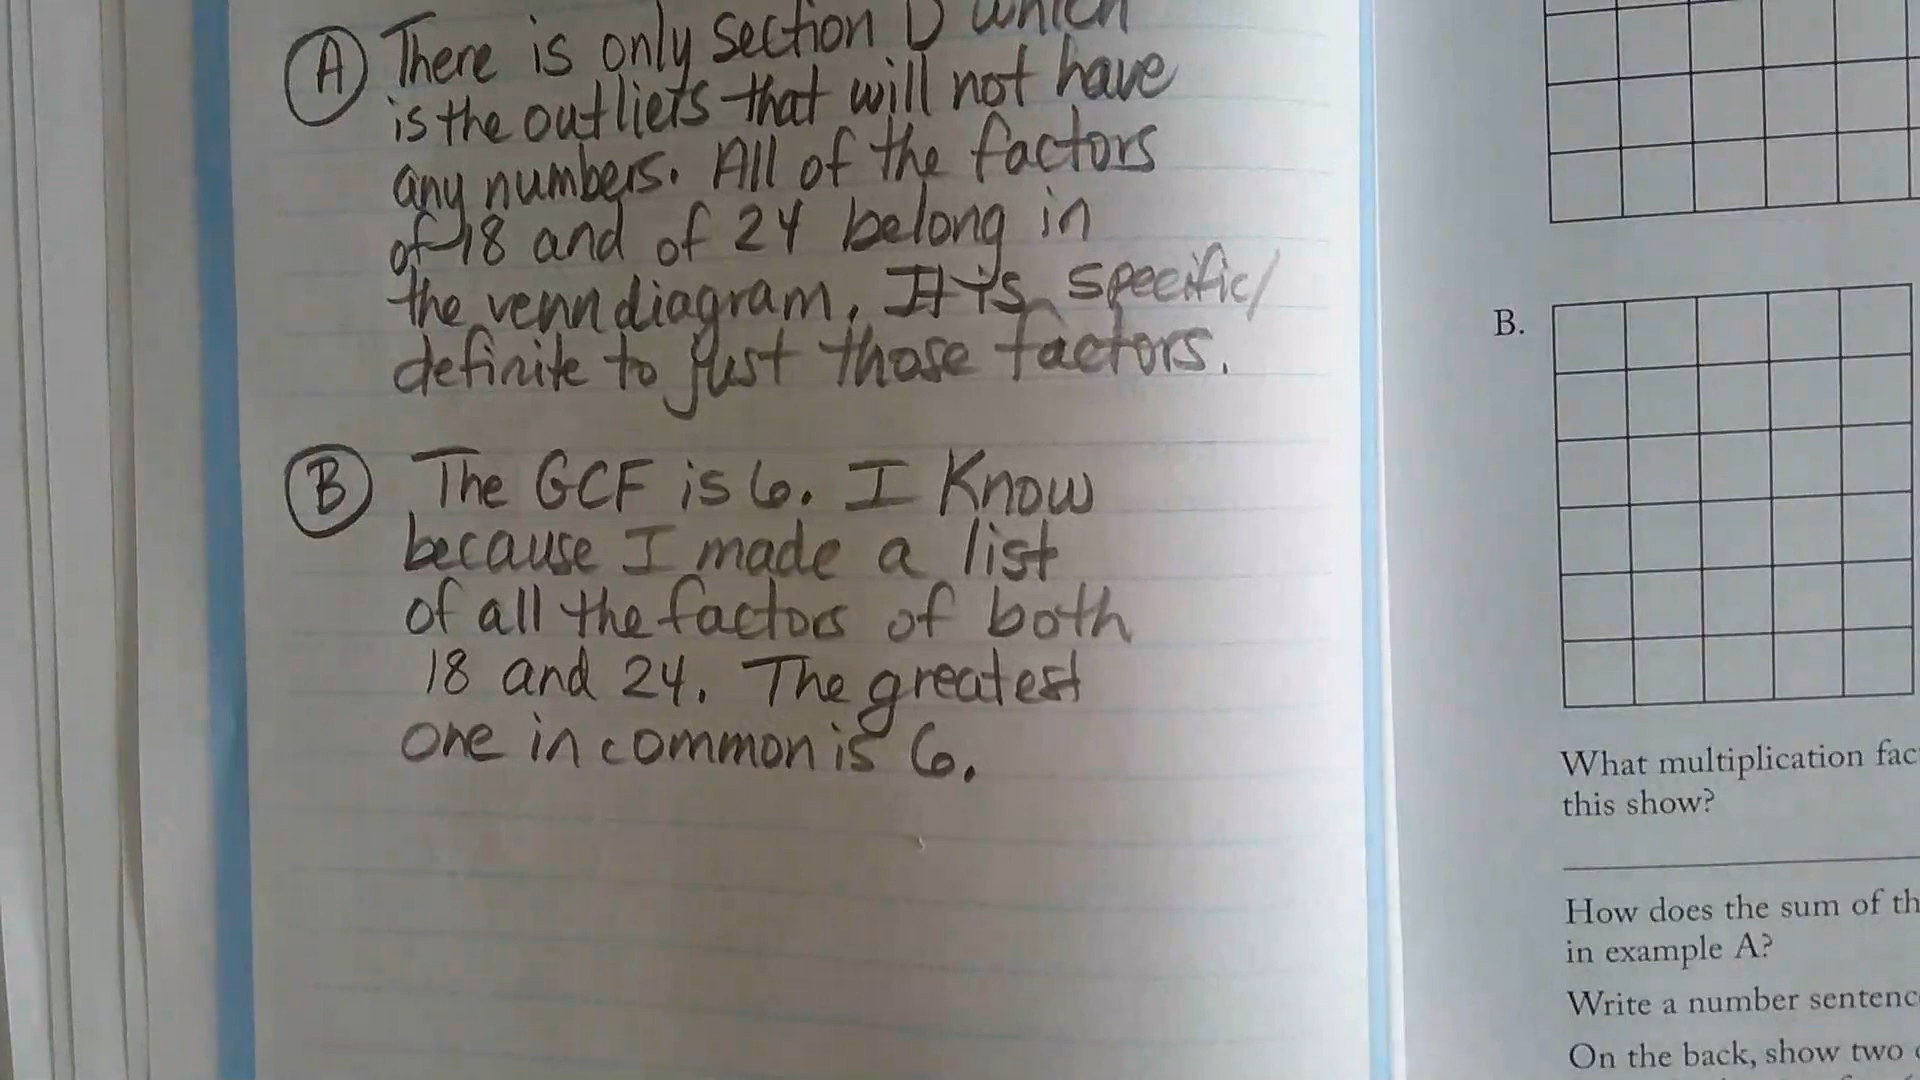 A There is only section D which
is the outliers that will not have
any numbers. All of the factors
of 18 and of 24 belong in
the venn diagram. It is specific/
definite to just those factors.
B The GCF is 6. I Know
because I made a list
of all the factors of both
18 and 24. The greatest
one in common is 6.
B.
What multiplication fac
this show?
How does the sum of th
in example A?
Write a number sentenc
On the back, show two